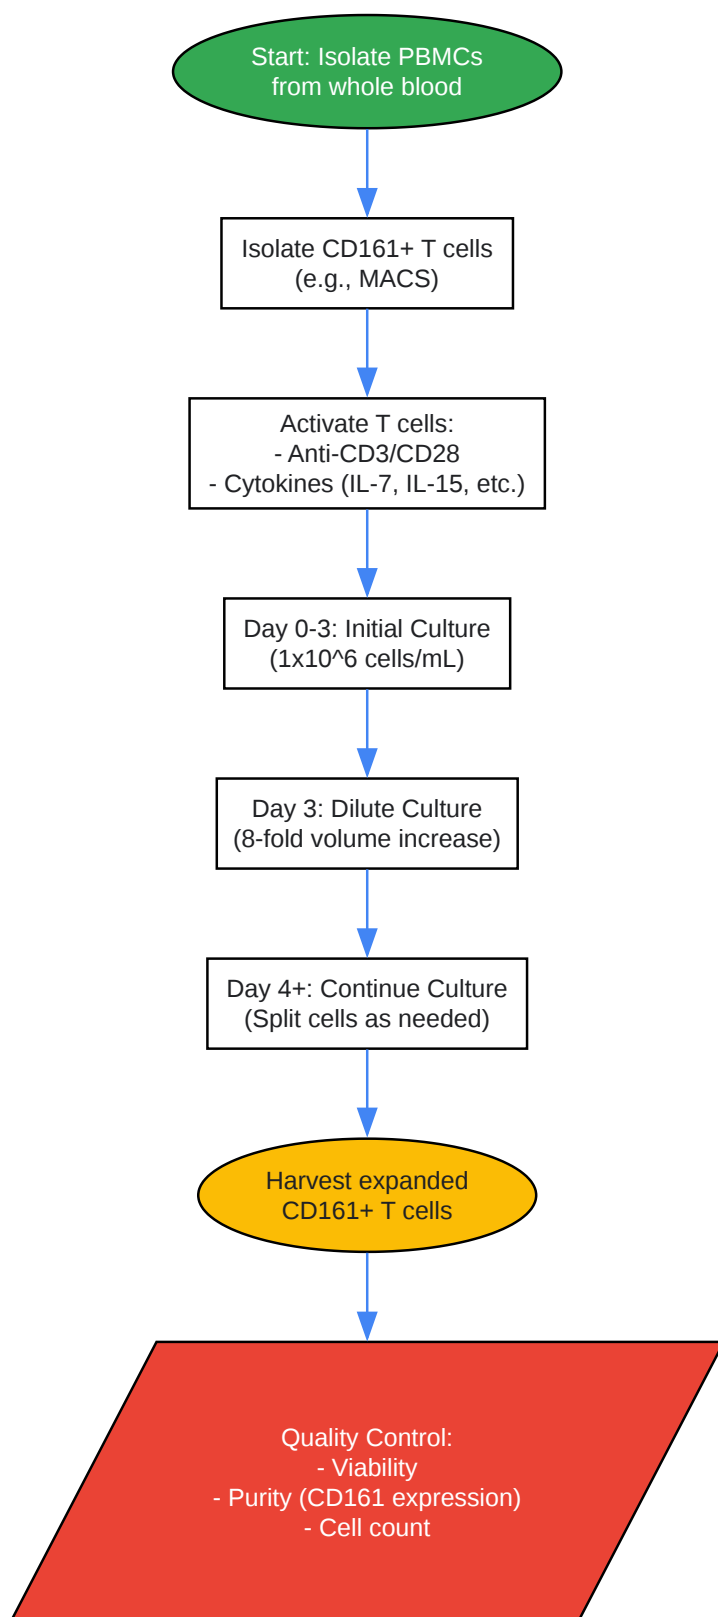 Start: Isolate PBMCs
from whole blood
Isolate CD161+ T cells
(e.g., MACS)
Activate T cells:
- Anti-CD3/CD28
- Cytokines (IL-7, IL-15, etc.)
Day 0-3: Initial Culture
(1x10^6 cells/mL)
Day 3: Dilute Culture
(8-fold volume increase)
Day 4+: Continue Culture
(Split cells as needed)
Harvest expanded
CD161+ T cells
Quality Control:
- Viability
- Purity (CD161 expression)
- Cell count